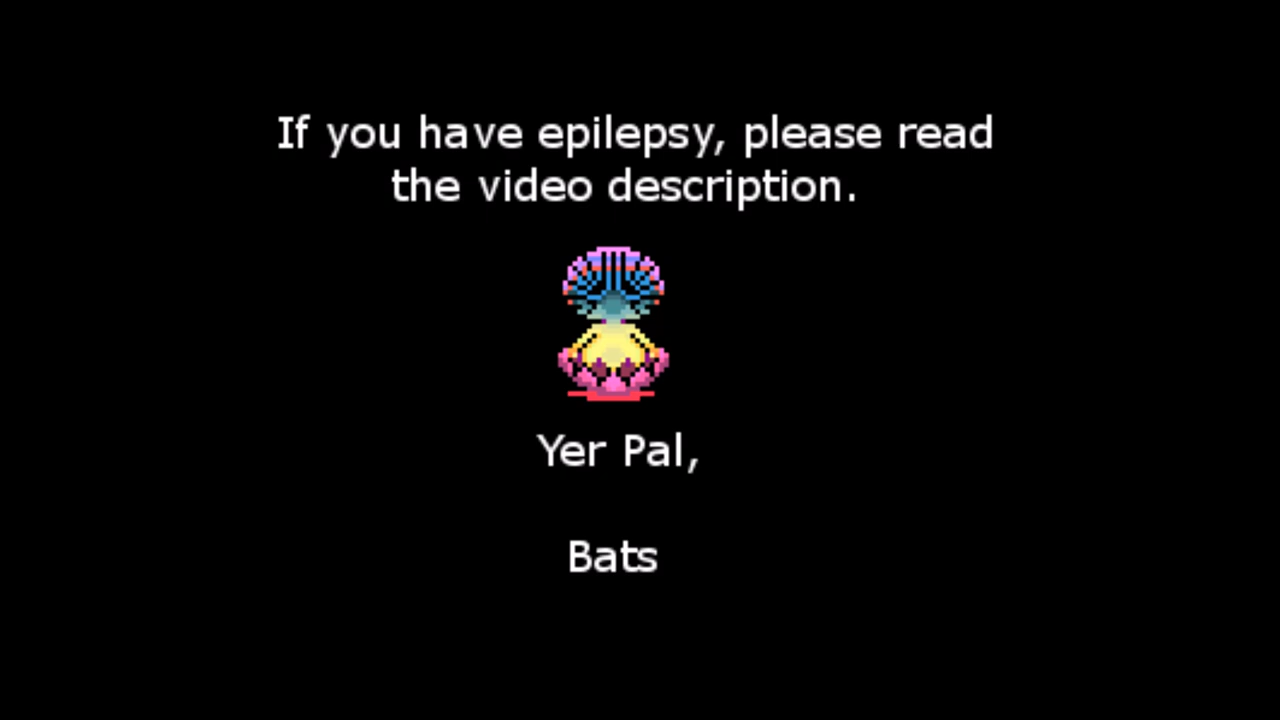 If you have epilepsy, please read
the video description.
Yer Pal,
Bats